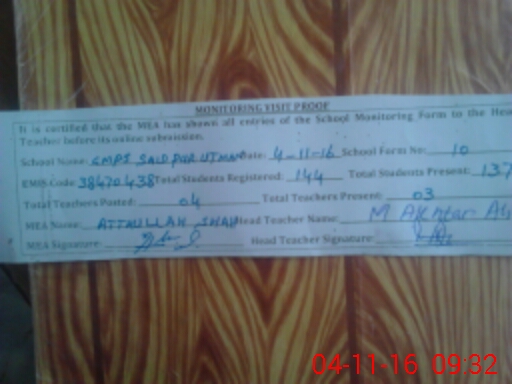 MONITORING VISIT PROOF
It is certified that the MEA has shown all entries of the School Monitoring Form to the Head
Teacher before its online submission.
School Name: GMPS SAIDPUR UTMAN Date: 4-11-16 School Form No: 10
EMIS Code 38470438 Total Students Registered: 144 Total Students Present: 137
Total Teachers Posted: 04 Total Teachers Present: 03
MEA Name: ATTAULLAH SHAH Head Teacher Name: M Akhtar Ali
MEA Signature: Head Teacher Signature:
04-11-16 09:32